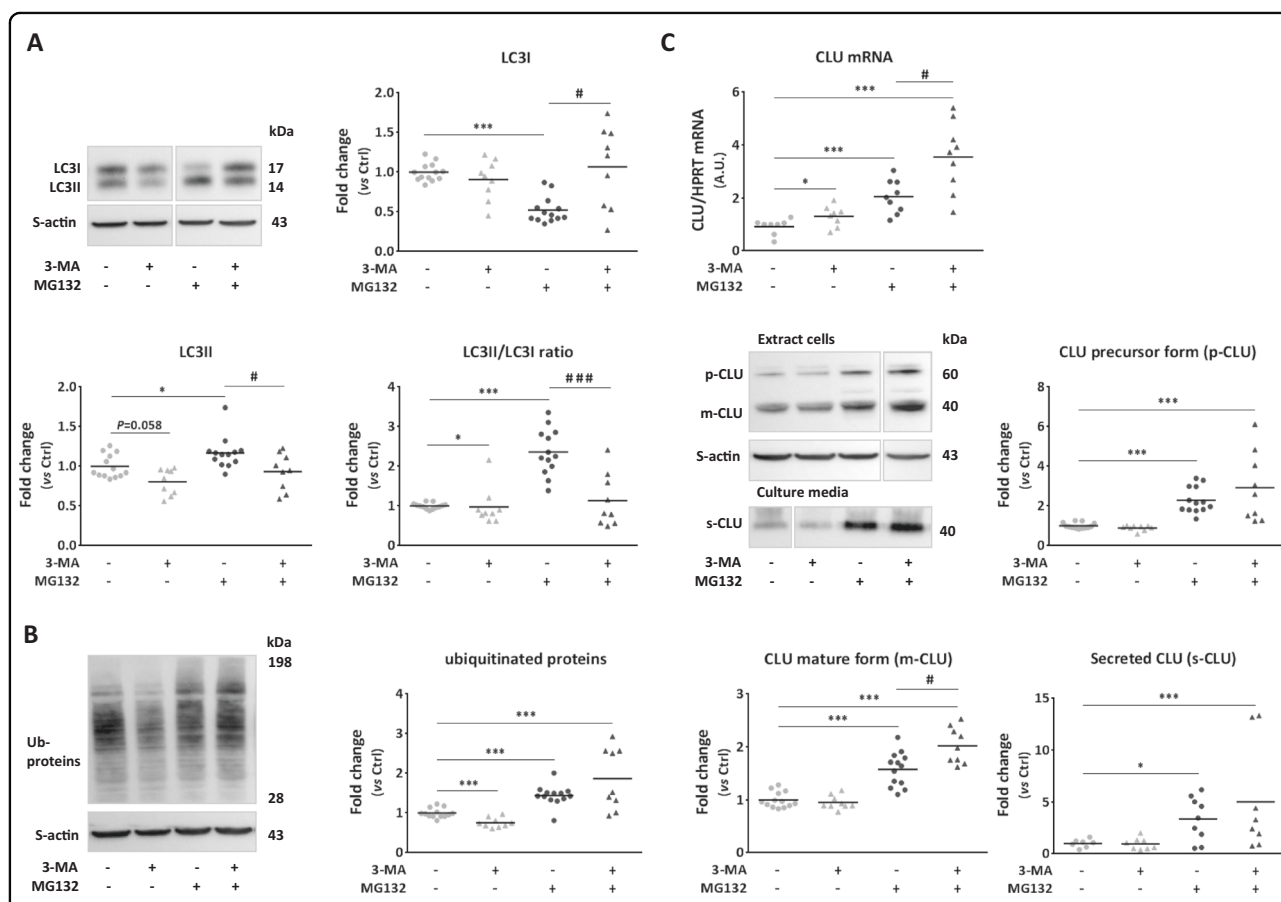 A
kDa
LC3I 17
LC3II 14
S-actin 43
3-MA - + - +
MG132 - - + +
LC3I
Fold change
(vs Ctrl)
2.0
1.5
1.0
0.5
0.0
***
#
3-MA - + - +
MG132 - - + +
C
CLU mRNA
CLU/HPRT mRNA
(A.U.)
6
4
2
0
*
***
***
#
3-MA - + - +
MG132 - - + +
LC3II
Fold change
(vs Ctrl)
2.0
1.5
1.0
0.5
0.0
P=0.058
*
#
3-MA - + - +
MG132 - - + +
LC3II/LC3I ratio
Fold change
(vs Ctrl)
4
3
2
1
0
*
***
###
3-MA - + - +
MG132 - - + +
Extract cells
kDa
p-CLU 60
m-CLU 40
S-actin 43
Culture media
s-CLU 40
3-MA - + - +
MG132 - - + +
CLU precursor form (p-CLU)
Fold change
(vs Ctrl)
8
6
4
2
0
***
***
3-MA - + - +
MG132 - - + +
B
kDa
198
Ub-
proteins
28
S-actin 43
3-MA - + - +
MG132 - - + +
ubiquitinated proteins
Fold change
(vs Ctrl)
4
3
2
1
0
***
***
***
3-MA - + - +
MG132 - - + +
CLU mature form (m-CLU)
Fold change
(vs Ctrl)
3
2
1
0
***
***
#
3-MA - + - +
MG132 - - + +
Secreted CLU (s-CLU)
Fold change
(vs Ctrl)
15
10
5
0
*
***
3-MA - + - +
MG132 - - + +